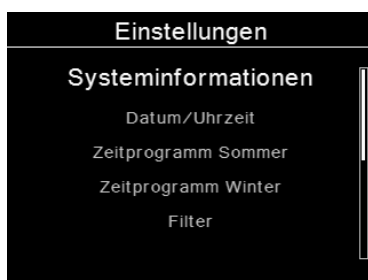 Einstellungen
Systeminformationen
Datum/Uhrzeit
Zeitprogramm Sommer
Zeitprogramm Winter
Filter